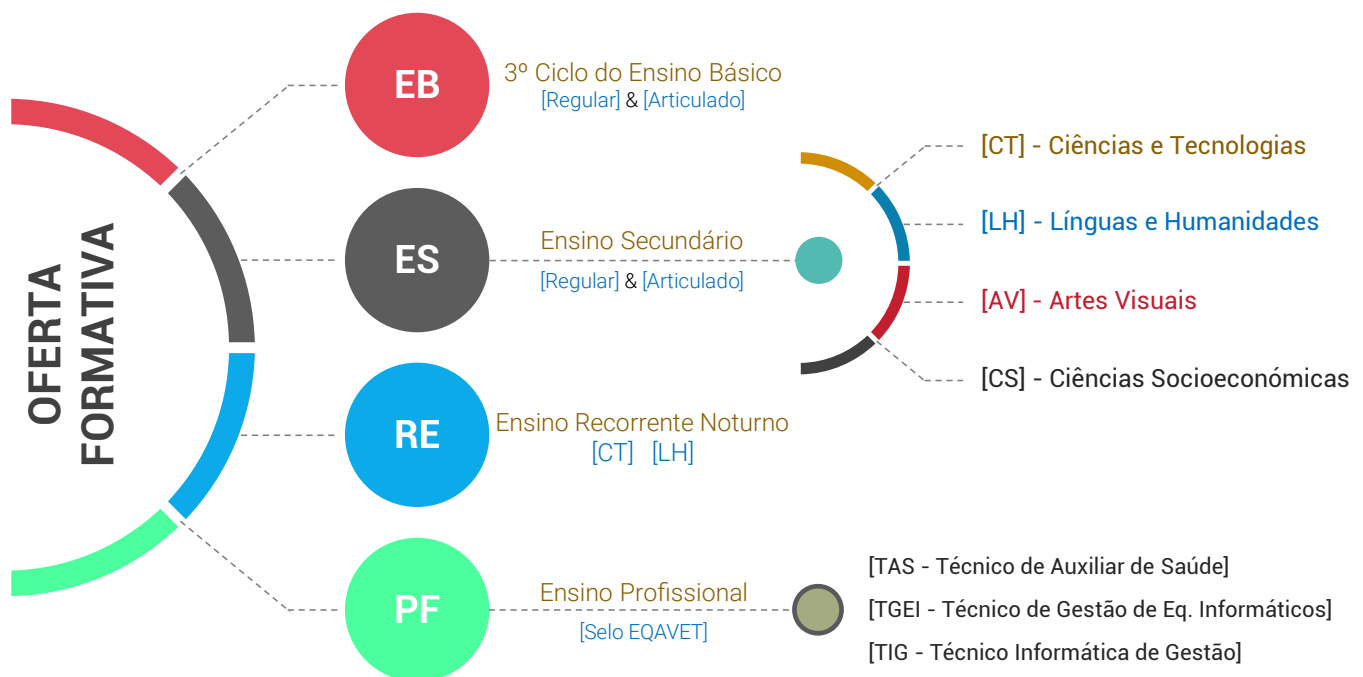 OFERTA
FORMATIVA
EB
3º Ciclo do Ensino Básico
[Regular] & [Articulado]
ES
Ensino Secundário
[Regular] & [Articulado]
[CT] - Ciências e Tecnologias
[LH] - Línguas e Humanidades
[AV] - Artes Visuais
[CS] - Ciências Socioeconómicas
RE
Ensino Recorrente Noturno
[CT] [LH]
PF
Ensino Profissional
[Selo EQAVET]
[TAS - Técnico de Auxiliar de Saúde]
[TGEI - Técnico de Gestão de Eq. Informáticos]
[TIG - Técnico Informática de Gestão]